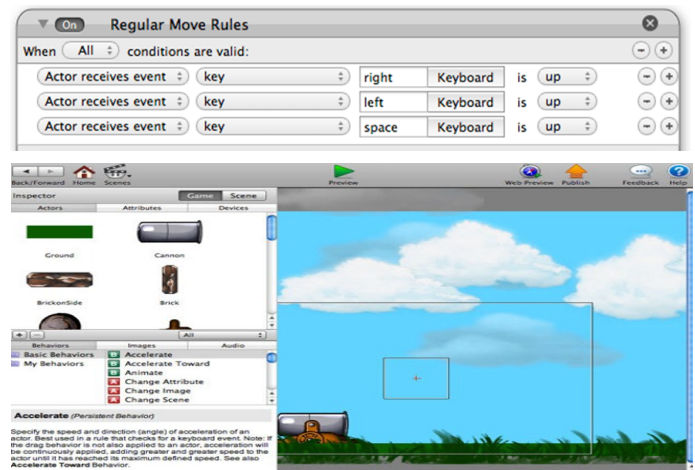 On Regular Move Rules
When All conditions are valid:
Actor receives event key right Keyboard is up
Actor receives event key left Keyboard is up
Actor receives event key space Keyboard is up
Back/Forward Home Scenes Preview Web Preview Publish Feedback Help
Inspector Game Scene
Actors Attributes Devices
Ground Cannon
BrickonSide Brick
All
Behaviors Images Audio
Basic Behaviors Accelerate
My Behaviors Accelerate Toward
Animate
Change Attribute
Change Image
Change Scene
Accelerate (Persistent Behavior)
Specify the speed and direction (angle) of acceleration of an
actor. Best used in a rule that checks for a keyboard event. Note: If
the drag behavior is not also applied to an actor, acceleration will
be continuously applied, adding greater and greater speed to the
actor until it has reached its maximum defined speed. See also
Accelerate Toward Behavior.